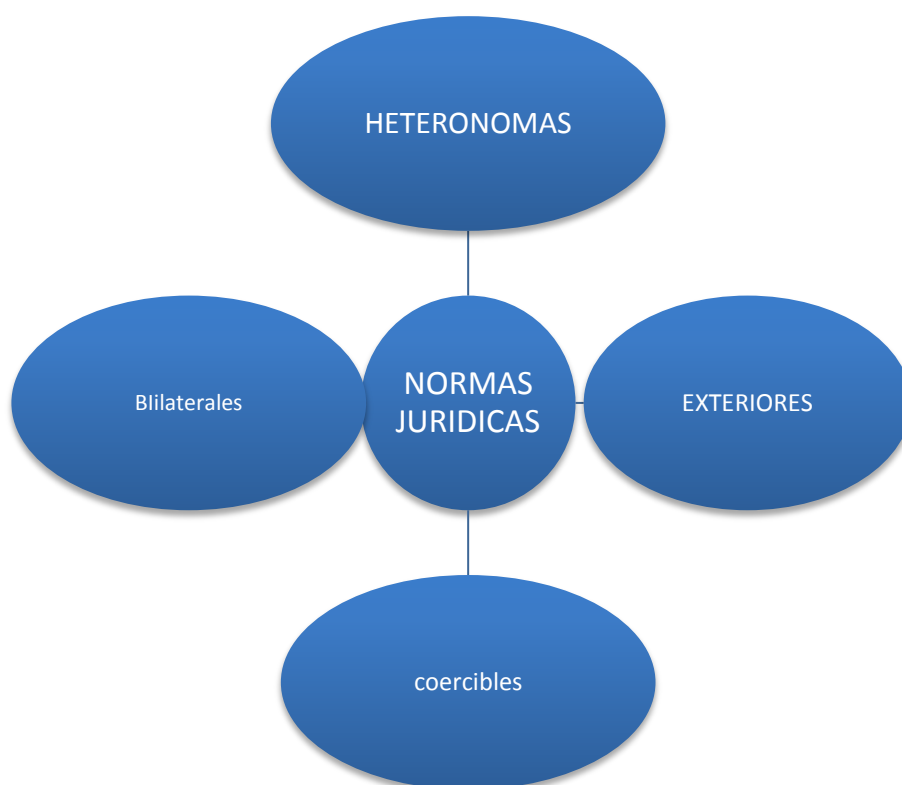 HETERONOMAS
BIilaterales
NORMAS
JURIDICAS
EXTERIORES
coercibles